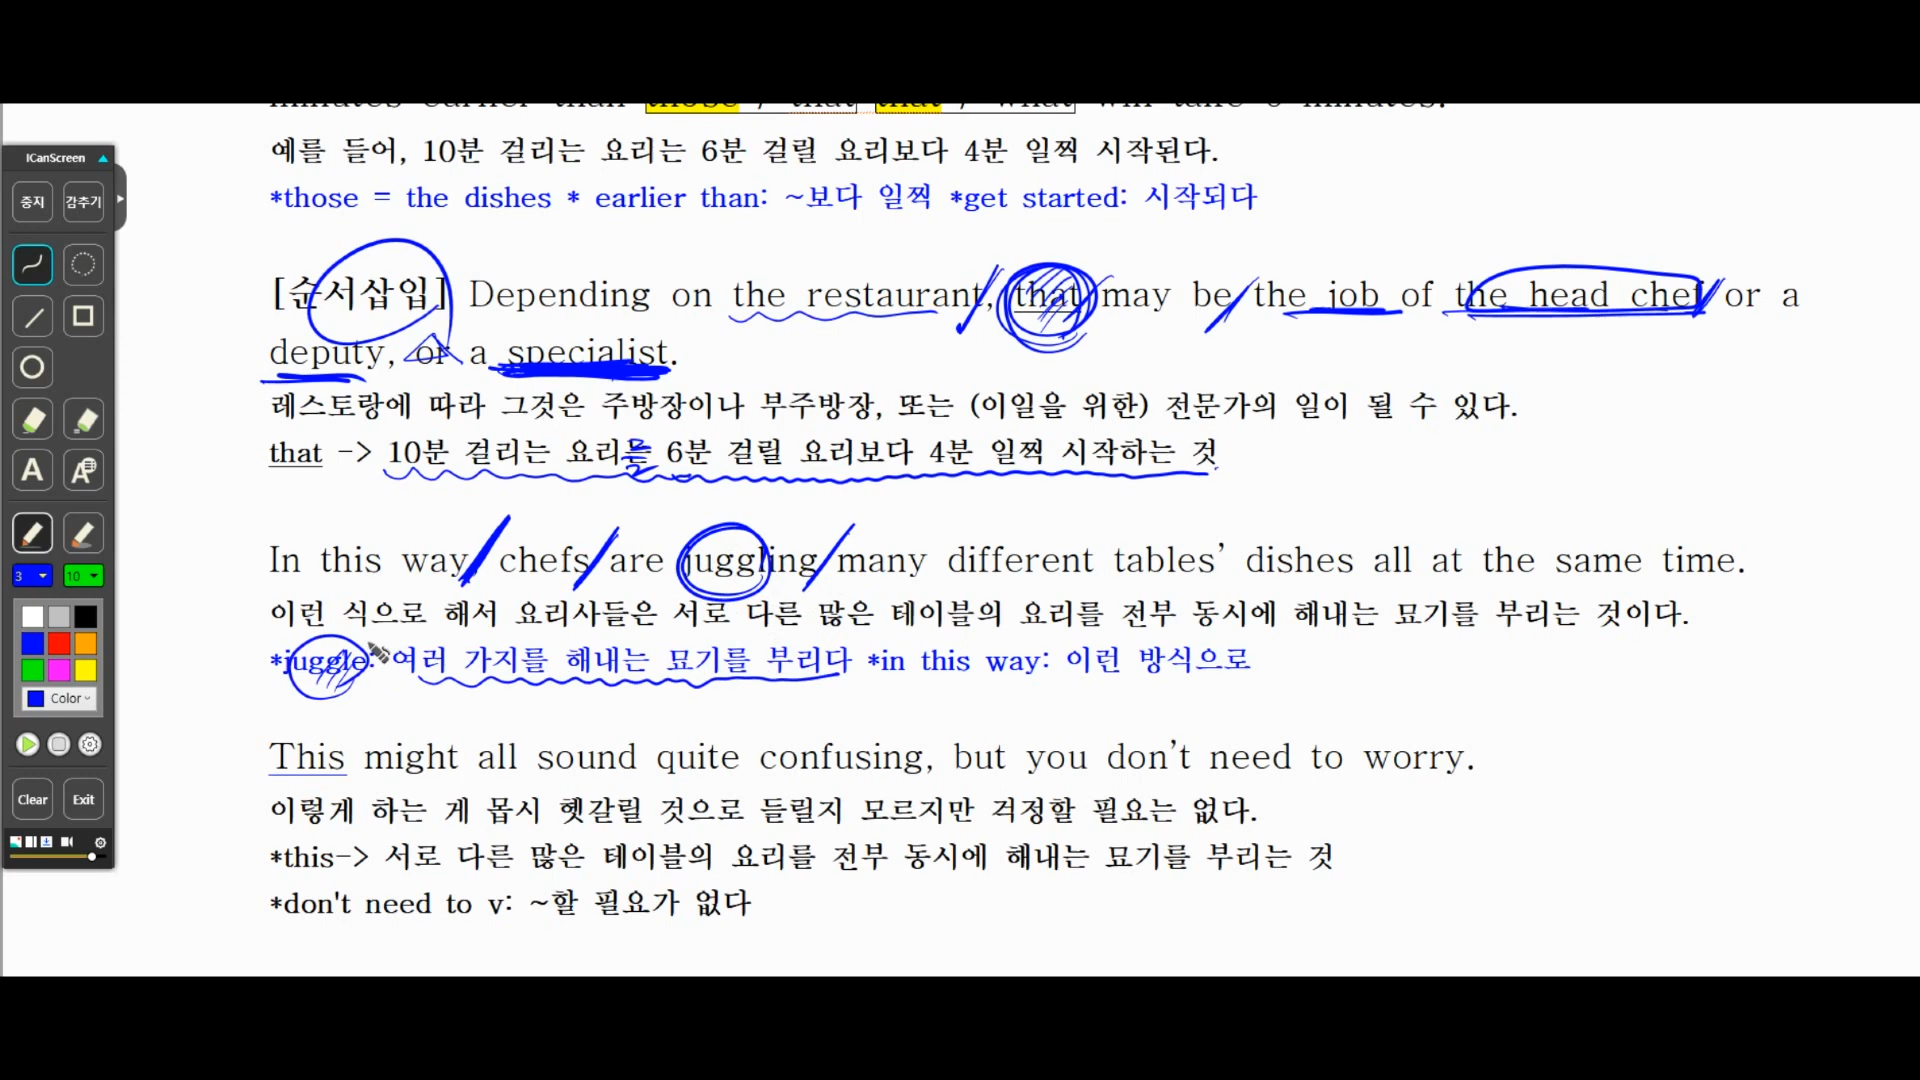 minutes earlier than those / that that / what will take 6 minutes.
예를 들어, 10분 걸리는 요리는 6분 걸릴 요리보다 4분 일찍 시작된다.
*those = the dishes * earlier than: ~보다 일찍 *get started: 시작되다
[순서삽입] Depending on the restaurant, that may be the job of the head chef or a
deputy, or a specialist.
레스토랑에 따라 그것은 주방장이나 부주방장, 또는 (이일을 위한) 전문가의 일이 될 수 있다.
that -> 10분 걸리는 요리를 6분 걸릴 요리보다 4분 일찍 시작하는 것
In this way chefs are juggling many different tables’ dishes all at the same time.
이런 식으로 해서 요리사들은 서로 다른 많은 테이블의 요리를 전부 동시에 해내는 묘기를 부리는 것이다.
*juggle: 여러 가지를 해내는 묘기를 부리다 *in this way: 이런 방식으로
This might all sound quite confusing, but you don’t need to worry.
이렇게 하는 게 몹시 헷갈릴 것으로 들릴지 모르지만 걱정할 필요는 없다.
*this-> 서로 다른 많은 테이블의 요리를 전부 동시에 해내는 묘기를 부리는 것
*don't need to v: ~할 필요가 없다
ICanScreen
중지 감추기
A A
3 10
Color
Clear Exit